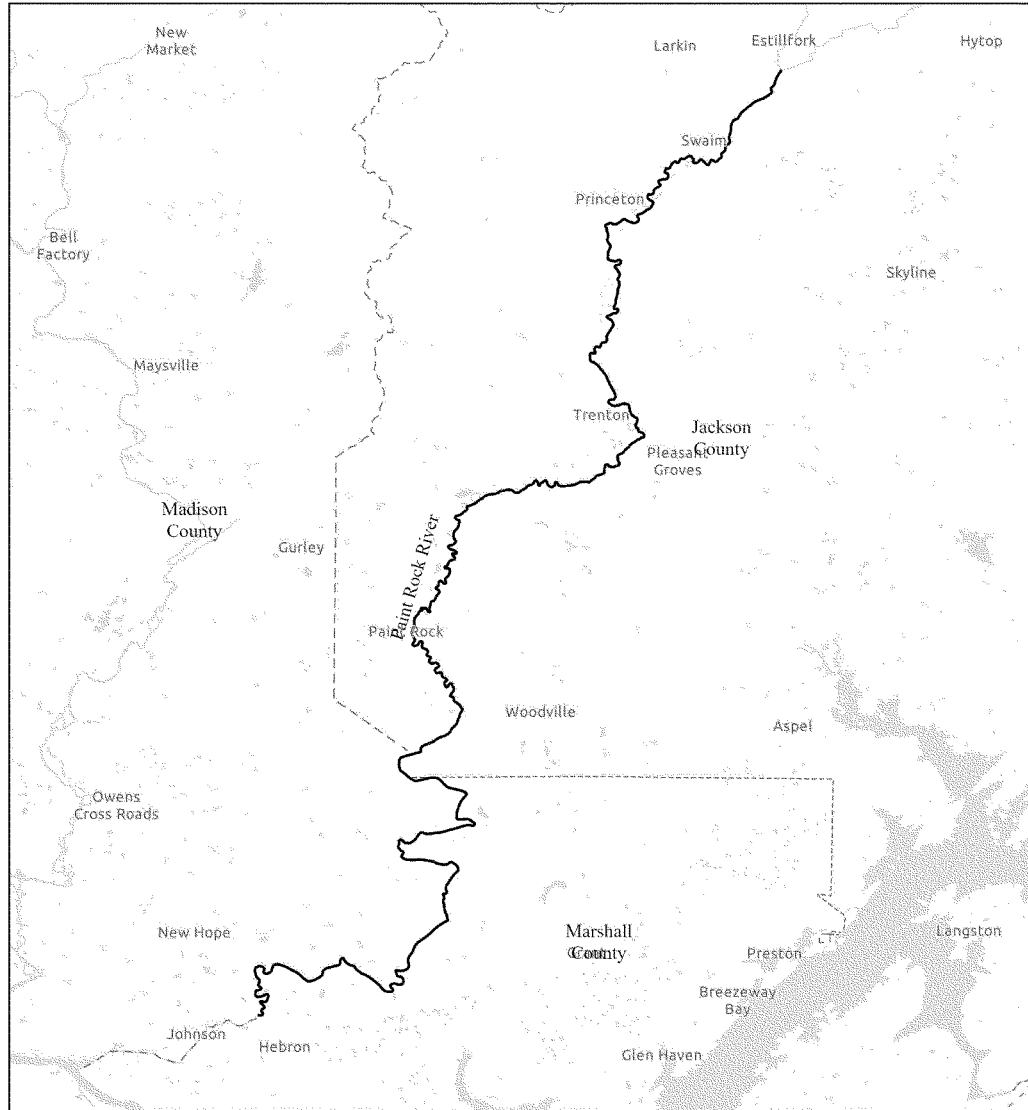 New
Market
Larkin
Estillfork
Hytop
Swaim
Princeton
Bell
Factory
Skyline
Maysville
Trenton
Jackson
County
Pleasant
Groves
Madison
County
Gurley
Paint Rock River
Paint Rock
Woodville
Aspel
Owens
Cross Roads
New Hope
Marshall
County
Langston
Preston
Breezeway
Bay
Johnson
Hebron
Glen Haven